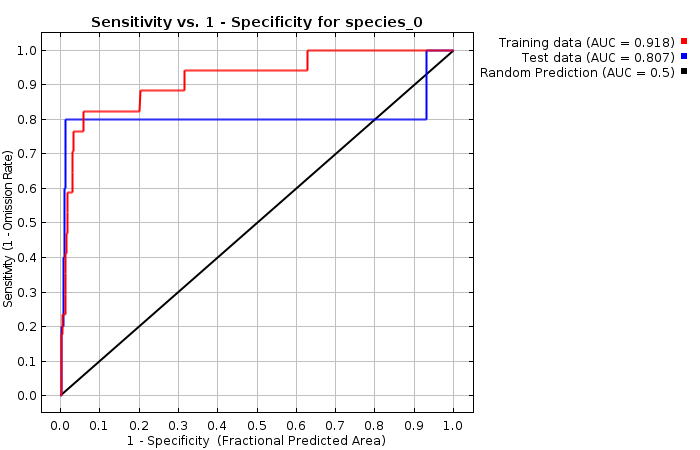 Sensitivity vs. 1 - Specificity for species_0
Training data (AUC = 0.918)
Test data (AUC = 0.807)
Random Prediction (AUC = 0.5)
Sensitivity (1 - Omission Rate)
1.0
0.9
0.8
0.7
0.6
0.5
0.4
0.3
0.2
0.1
0.0
0.0 0.1 0.2 0.3 0.4 0.5 0.6 0.7 0.8 0.9 1.0
1 - Specificity (Fractional Predicted Area)